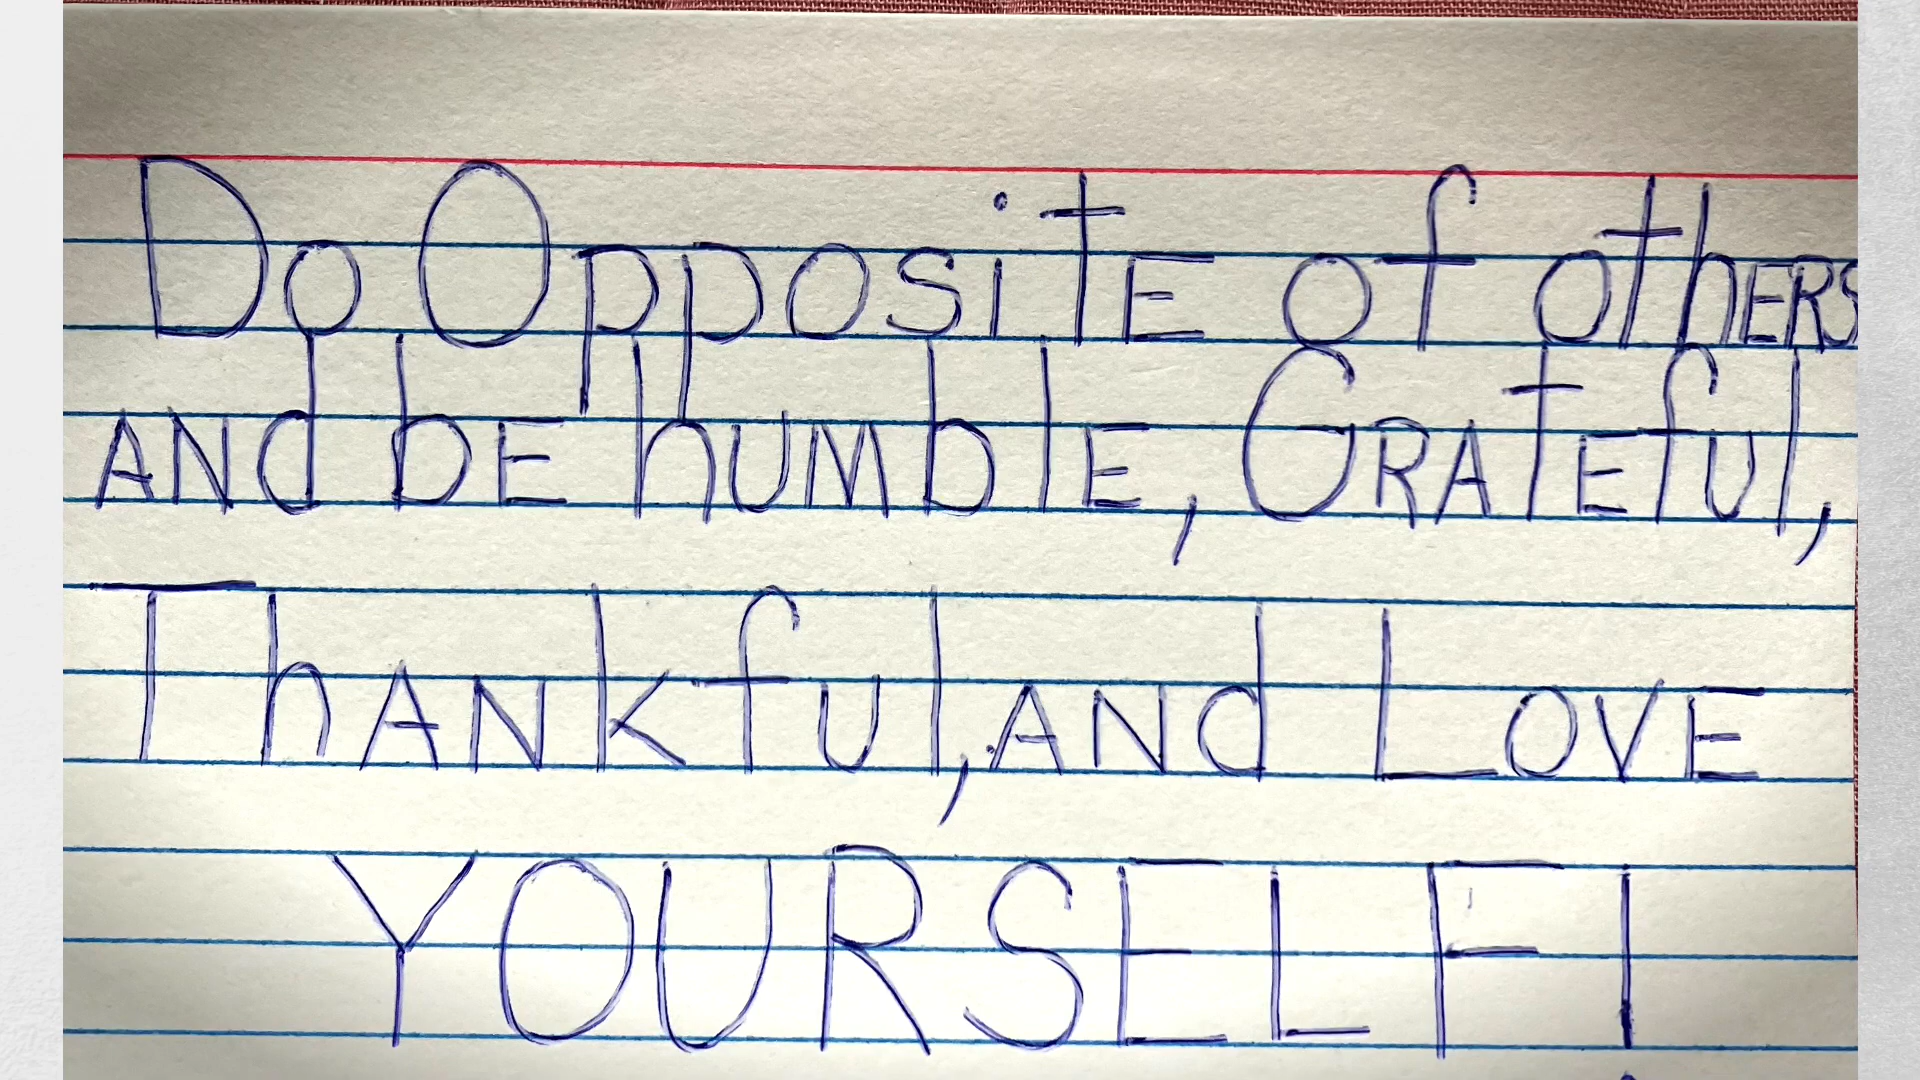 Do Opposite of others
and be humble, Grateful,
Thankful, and Love
YOURSELF!